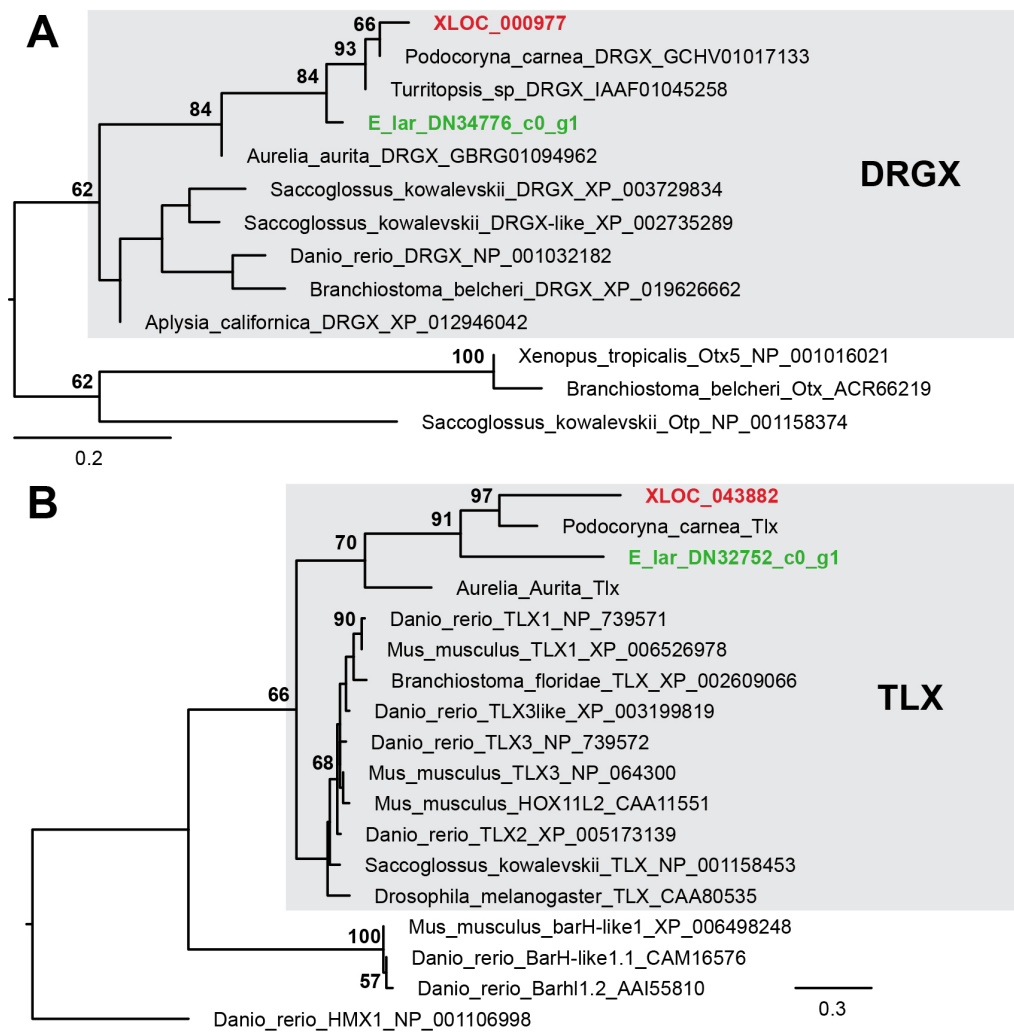 A
66
XLOC_000977
93
Podocoryna_carnea_DRGX_GCHV01017133
84
Turritopsis_sp_DRGX_IAAF01045258
84
E_lar_DN34776_c0_g1
Aurelia_aurita_DRGX_GBRG01094962
DRGX
62
Saccoglossus_kowalevskii_DRGX_XP_003729834
Saccoglossus_kowalevskii_DRGX-like_XP_002735289
Danio_rerio_DRGX_NP_001032182
Branchiostoma_belcheri_DRGX_XP_019626662
Aplysia_californica_DRGX_XP_012946042
100
Xenopus_tropicalis_Otx5_NP_001016021
62
Branchiostoma_belcheri_Otx_ACR66219
Saccoglossus_kowalevskii_Otp_NP_001158374
0.2
B
97
XLOC_043882
91
Podocoryna_carnea_Tlx
70
E_lar_DN32752_c0_g1
Aurelia_Aurita_Tlx
90
Danio_rerio_TLX1_NP_739571
Mus_musculus_TLX1_XP_006526978
66
Branchiostoma_floridae_TLX_XP_002609066
TLX
Danio_rerio_TLX3like_XP_003199819
Danio_rerio_TLX3_NP_739572
68
Mus_musculus_TLX3_NP_064300
Mus_musculus_HOX11L2_CAA11551
Danio_rerio_TLX2_XP_005173139
Saccoglossus_kowalevskii_TLX_NP_001158453
Drosophila_melanogaster_TLX_CAA80535
Mus_musculus_barH-like1_XP_006498248
100
Danio_rerio_BarH-like1.1_CAM16576
57
Danio_rerio_Barhl1.2_AAI55810
0.3
Danio_rerio_HMX1_NP_001106998